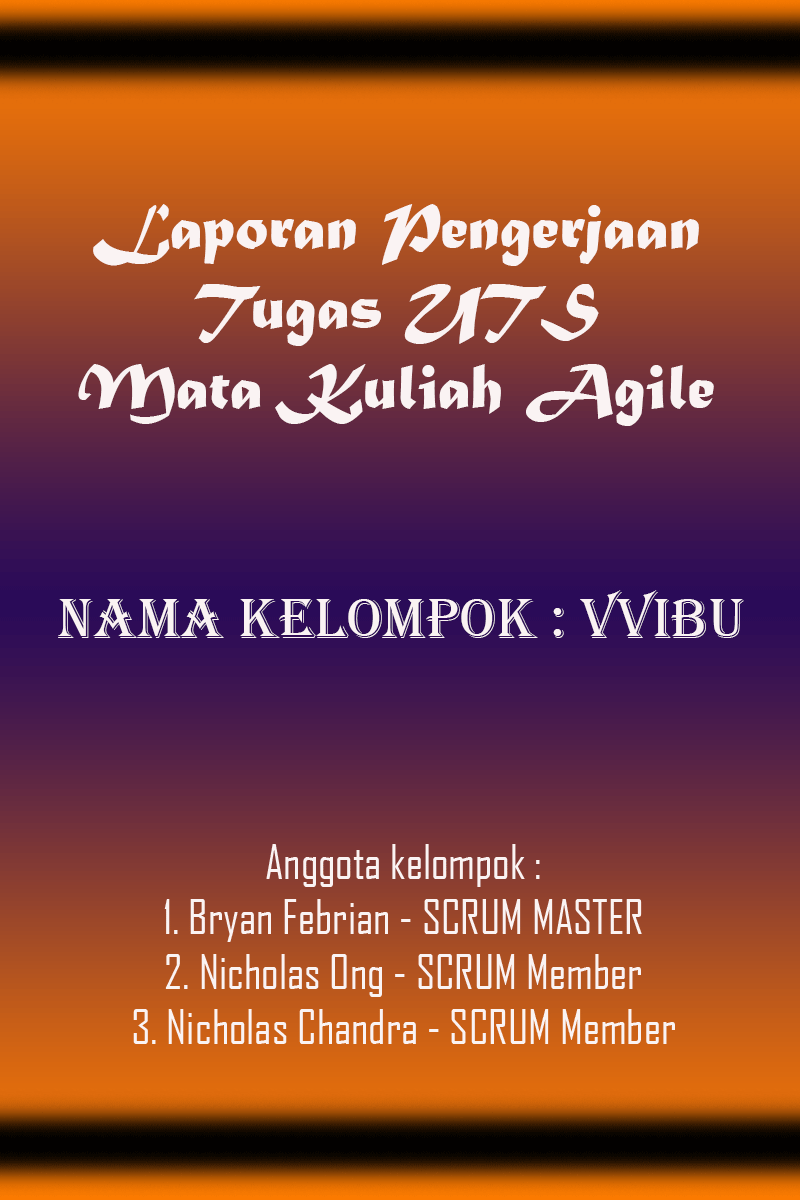 Laporan Pengerjaan
Tugas UTS
Mata Kuliah Agile
NAMA KELOMPOK : VVIBU
Anggota kelompok :
1. Bryan Febrian - SCRUM MASTER
2. Nicholas Ong - SCRUM Member
3. Nicholas Chandra - SCRUM Member